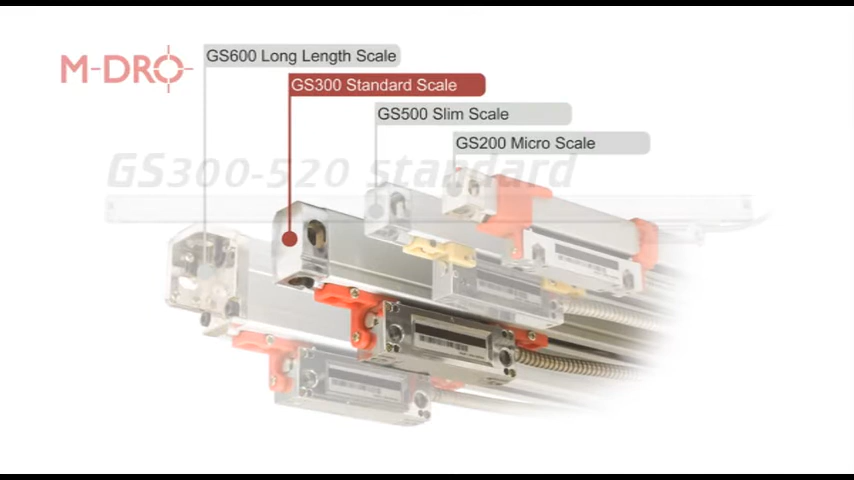 M-DRO
GS600 Long Length Scale
GS300 Standard Scale
GS500 Slim Scale
GS200 Micro Scale
GS300-520 standard